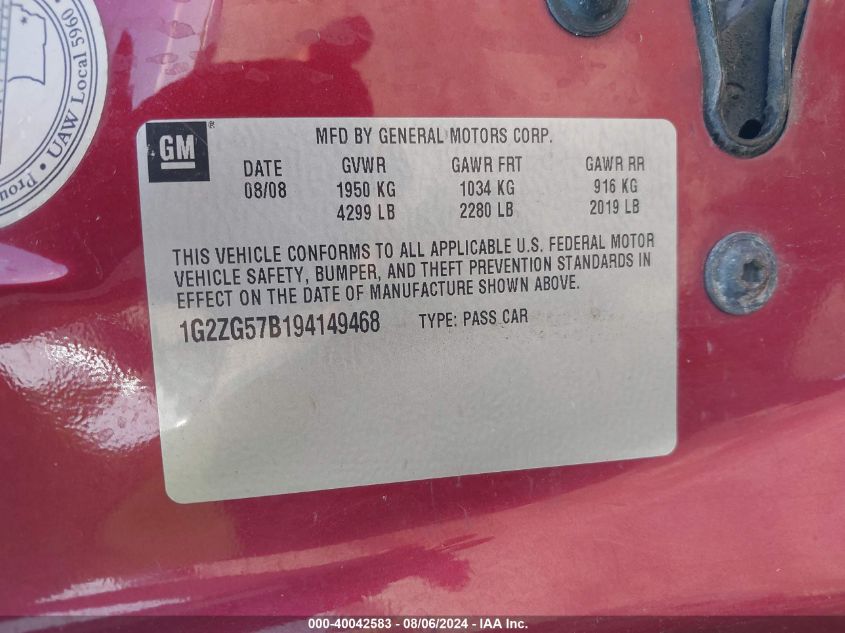 Prou
UAW Local 5960
GM
®
MFD BY GENERAL MOTORS CORP.
DATE GVWR GAWR FRT GAWR RR
08/08 1950 KG 1034 KG 916 KG
4299 LB 2280 LB 2019 LB
THIS VEHICLE CONFORMS TO ALL APPLICABLE U.S. FEDERAL MOTOR
VEHICLE SAFETY, BUMPER, AND THEFT PREVENTION STANDARDS IN
EFFECT ON THE DATE OF MANUFACTURE SHOWN ABOVE.
1G2ZG57B194149468 TYPE: PASS CAR
000-40042583 - 08/06/2024 - IAA Inc.